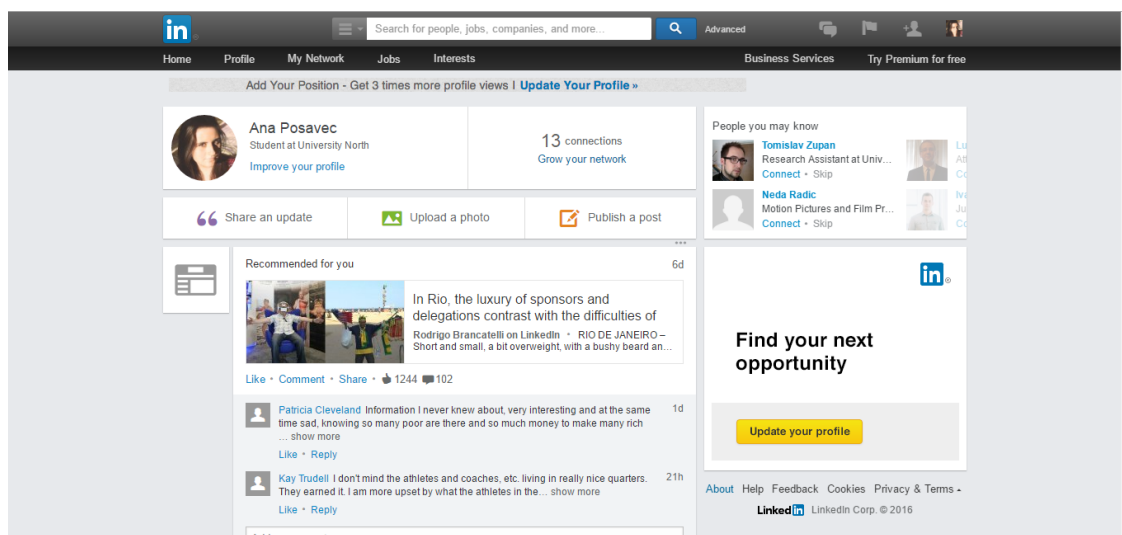 in
Search for people, jobs, companies, and more...
Advanced
Home Profile My Network Jobs Interests Business Services Try Premium for free
Add Your Position - Get 3 times more profile views | Update Your Profile »
Ana Posavec
Student at University North
Improve your profile
13 connections
Grow your network
Share an update
Upload a photo
Publish a post
Recommended for you 6d
In Rio, the luxury of sponsors and
delegations contrast with the difficulties of
Rodrigo Brancatelli on LinkedIn • RIO DE JANEIRO –
Short and small, a bit overweight, with a bushy beard an...
Like • Comment • Share • 1244 102
Patricia Cleveland Information I never knew about, very interesting and at the same 1d
time sad, knowing so many poor are there and so much money to make many rich
... show more
Like • Reply
Kay Trudell I don't mind the athletes and coaches, etc. living in really nice quarters. 21h
They earned it. I am more upset by what the athletes in the... show more
Like • Reply
People you may know
Tomislav Zupan
Research Assistant at Univ...
Connect • Skip
Neda Radic
Motion Pictures and Film Pr...
Connect • Skip
Lu
Att
Co
Iva
Ju
Co
in
Find your next
opportunity
Update your profile
About Help Feedback Cookies Privacy & Terms
Linked in LinkedIn Corp. © 2016